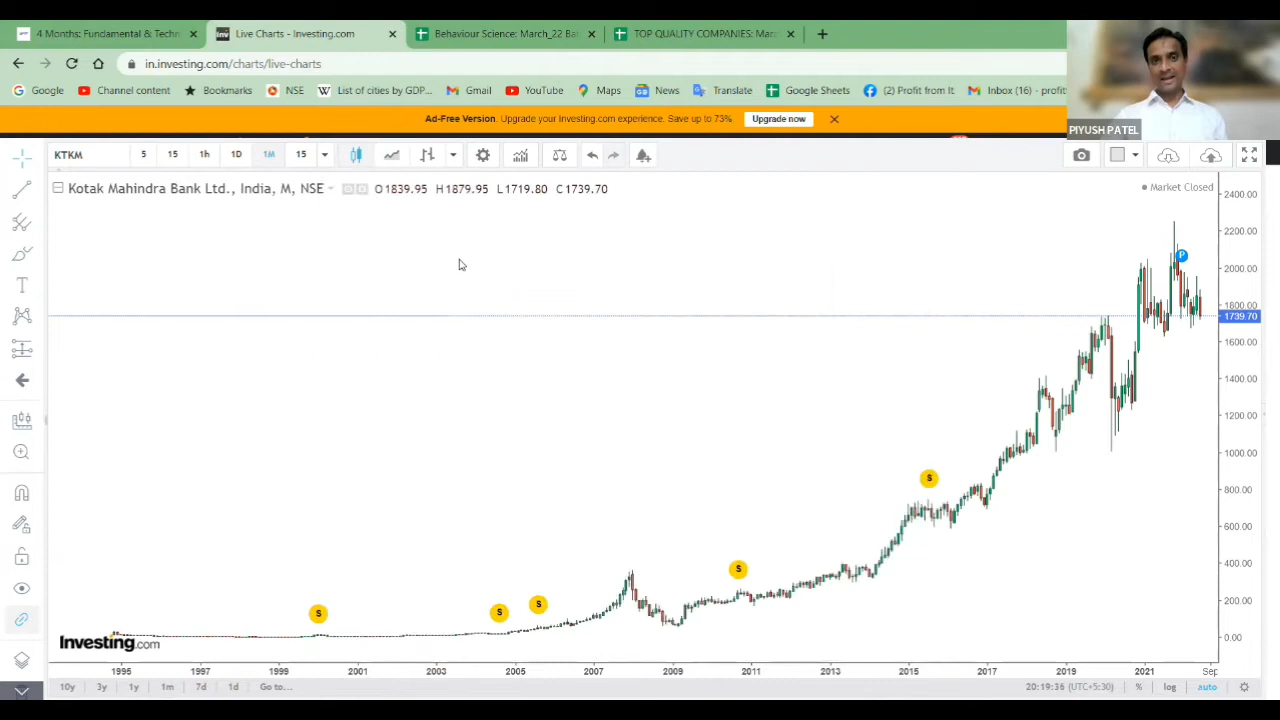 4 Months: Fundamental & Techn
Live Charts - Investing.com
Behaviour Science: March_22 Bat
TOP QUALITY COMPANIES: Marc
in.investing.com/charts/live-charts
Google
Channel content
Bookmarks
NSE
List of cities by GDP...
Gmail
YouTube
Maps
News
Translate
Google Sheets
(2) Profit from It
Inbox (16) - profit
Ad-Free Version. Upgrade your Investing.com experience. Save up to 73%
Upgrade now
PIYUSH PATEL
KTKM
5
15
1h
1D
1M
15
Kotak Mahindra Bank Ltd., India, M, NSE
O1839.95 H1879.95 L1719.80 C1739.70
Market Closed
2400.00
2200.00
P
2000.00
1800.00
1739.70
1600.00
1400.00
1200.00
1000.00
S
800.00
600.00
S
400.00
S S S
200.00
0.00
Investing.com
1995 1997 1999 2001 2003 2005 2007 2009 2011 2013 2015 2017 2019 2021 Sep
10y 3y 1y 1m 7d 1d Go to...
20:19:36 (UTC+5:30) % log auto